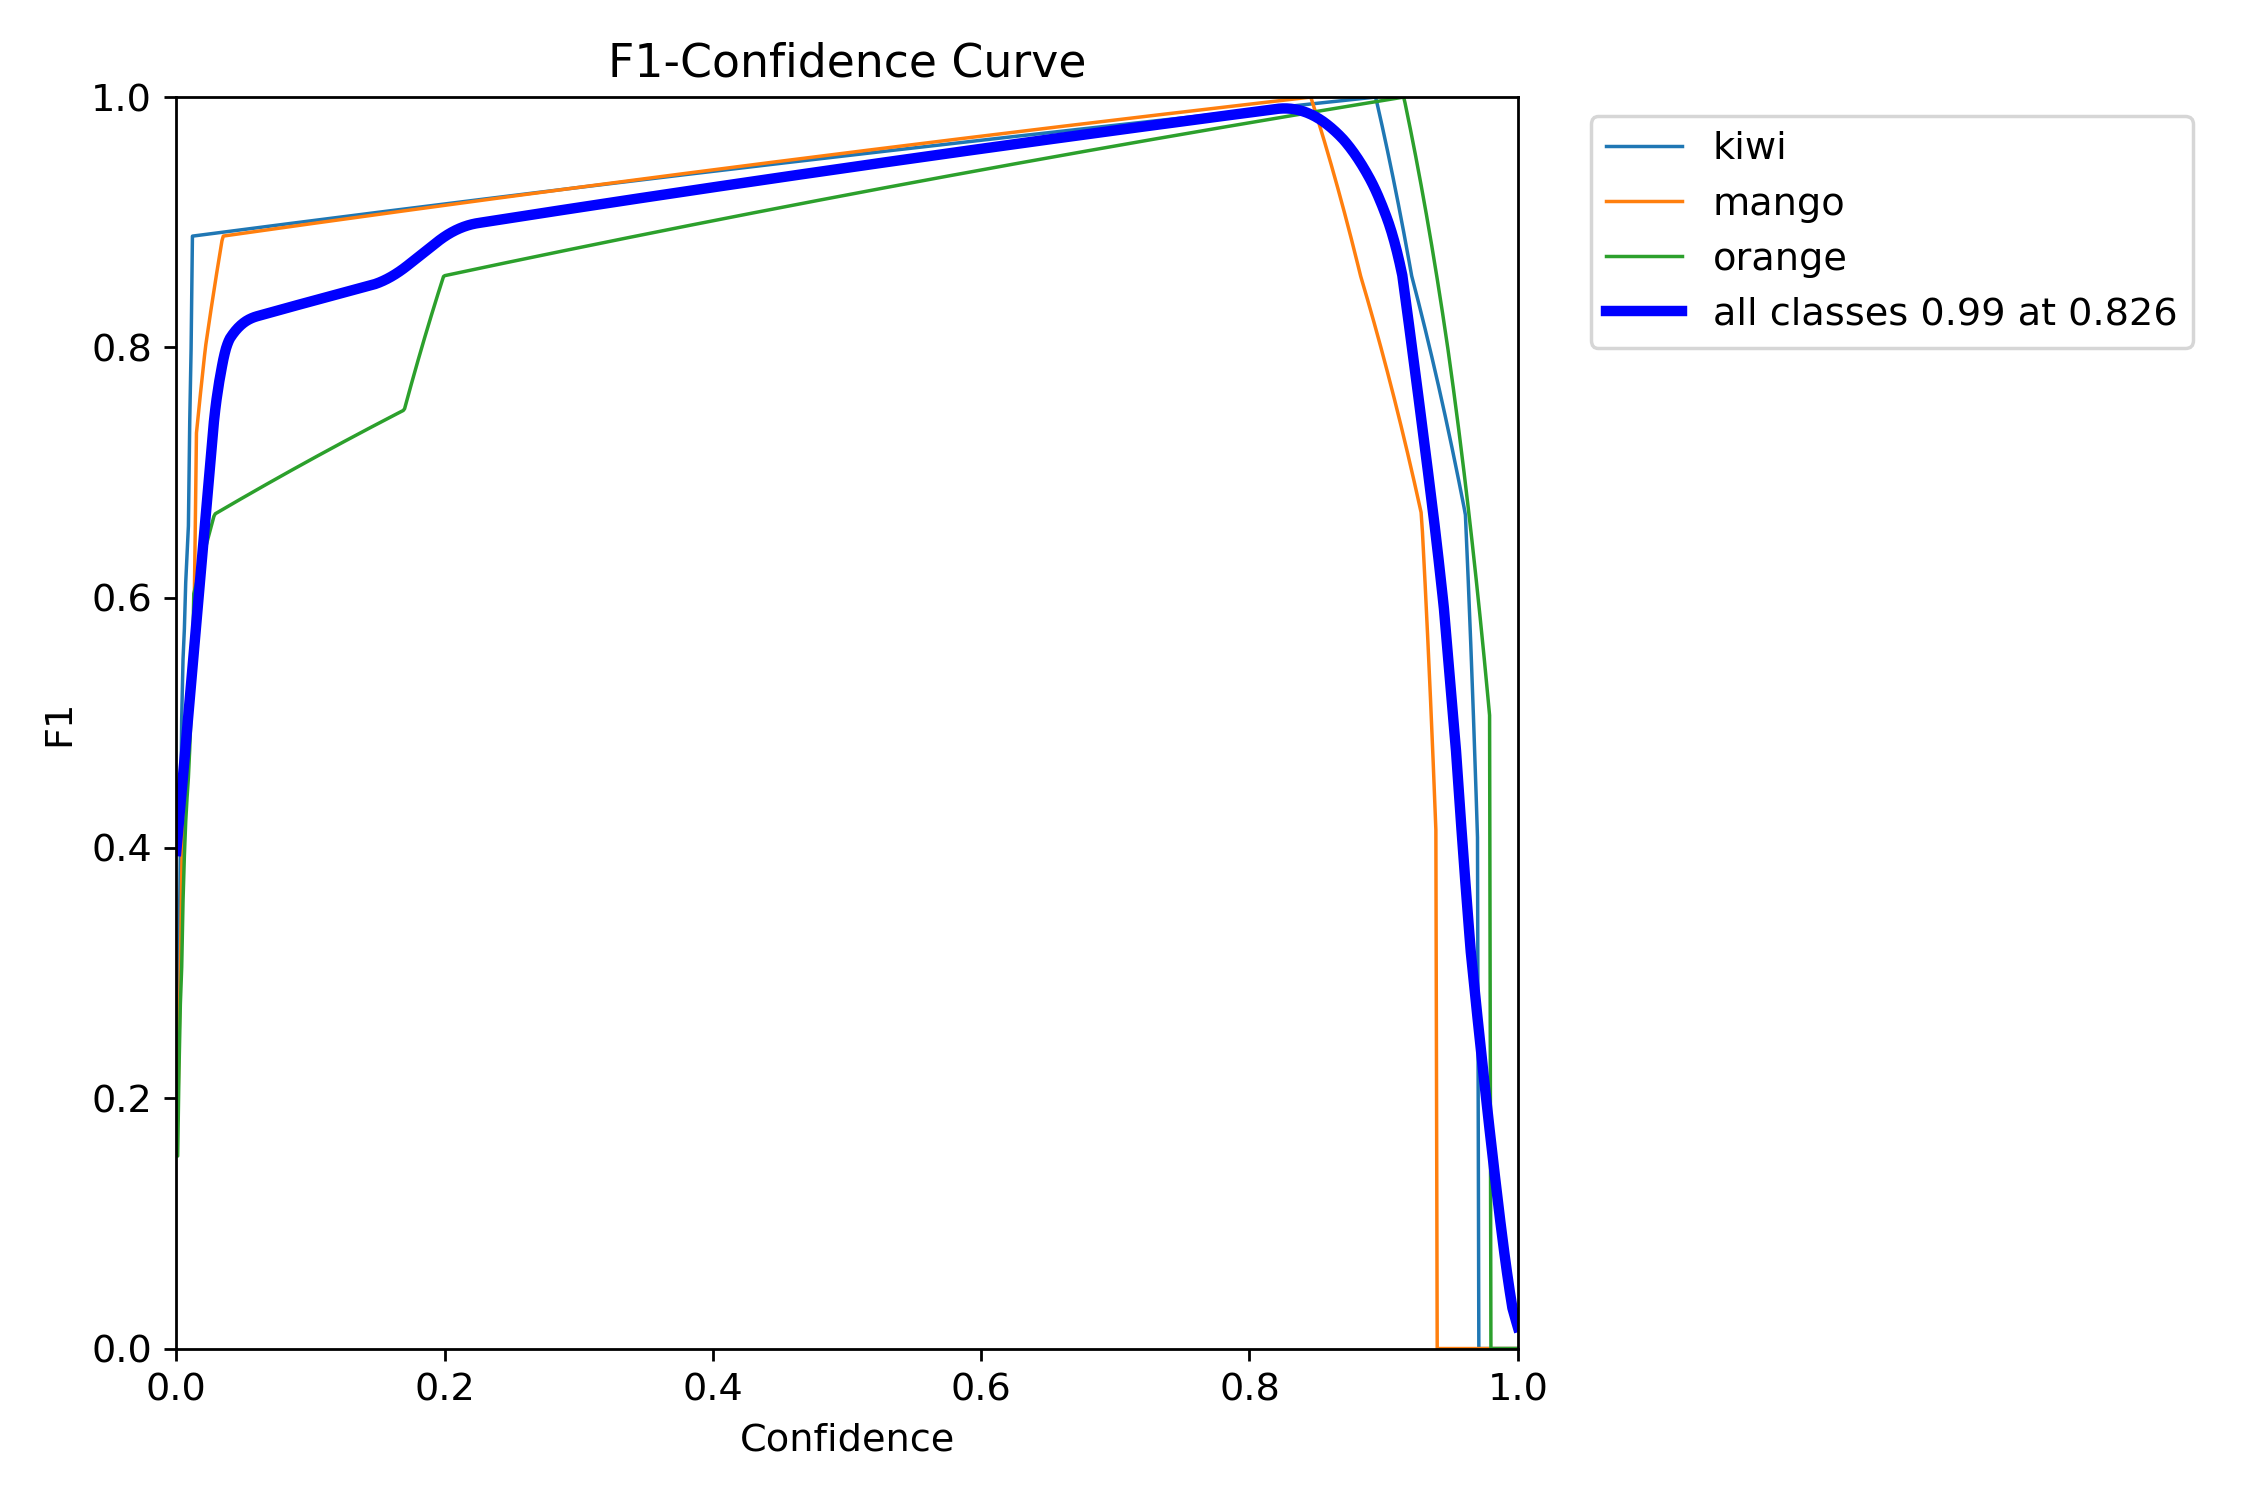 F1-Confidence Curve
1.0
0.8
0.6
0.4
0.2
0.0
F1
0.0 0.2 0.4 0.6 0.8 1.0
Confidence
kiwi
mango
orange
all classes 0.99 at 0.826